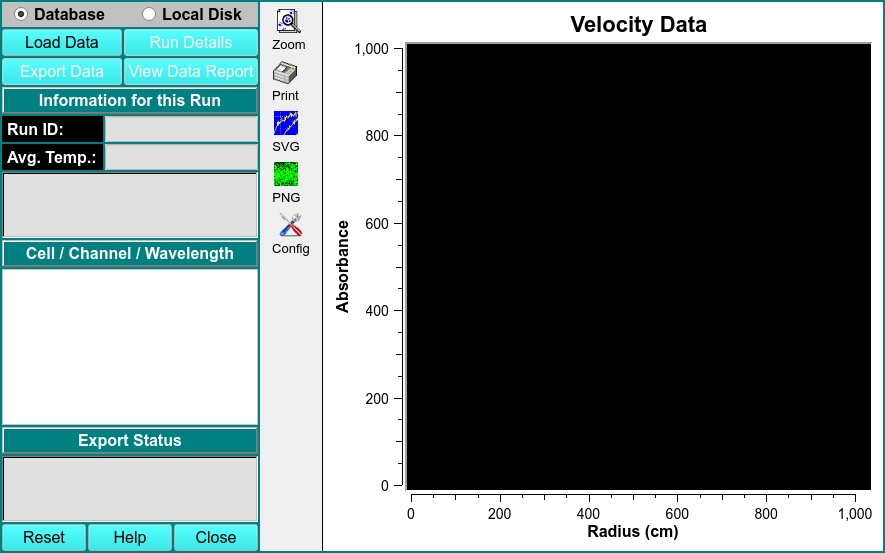 Database Local Disk
Load Data Run Details
Export Data View Data Report
Information for this Run
Run ID:
Avg. Temp.:
Cell / Channel / Wavelength
Export Status
Reset Help Close
Zoom
Print
SVG
PNG
Config
Velocity Data
Absorbance
1,000
800
600
400
200
0
0 200 400 600 800 1,000
Radius (cm)